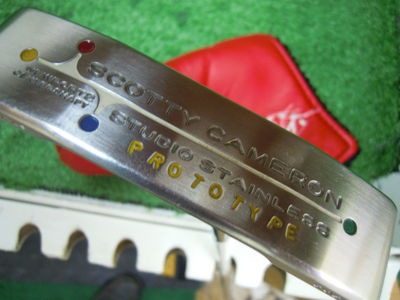 SCOTTY CAMERON
STUDIO STAINLESS
PROTOTYPE